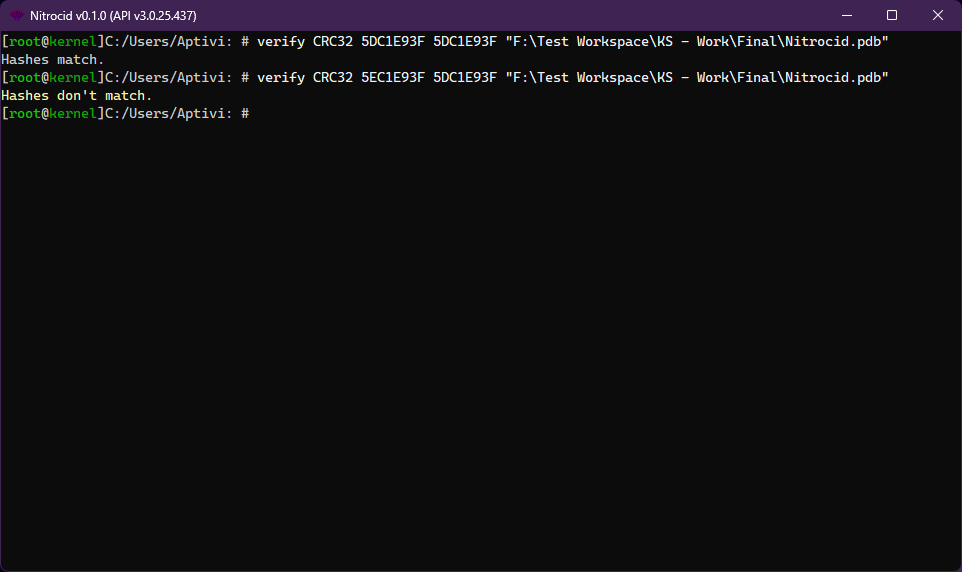 Nitrocid v0.1.0 (API v3.0.25.437)
[root@kernel]C:/Users/Aptivi: # verify CRC32 5DC1E93F 5DC1E93F "F:\Test Workspace\KS - Work\Final\Nitrocid.pdb"
Hashes match.
[root@kernel]C:/Users/Aptivi: # verify CRC32 5EC1E93F 5DC1E93F "F:\Test Workspace\KS - Work\Final\Nitrocid.pdb"
Hashes don't match.
[root@kernel]C:/Users/Aptivi: #